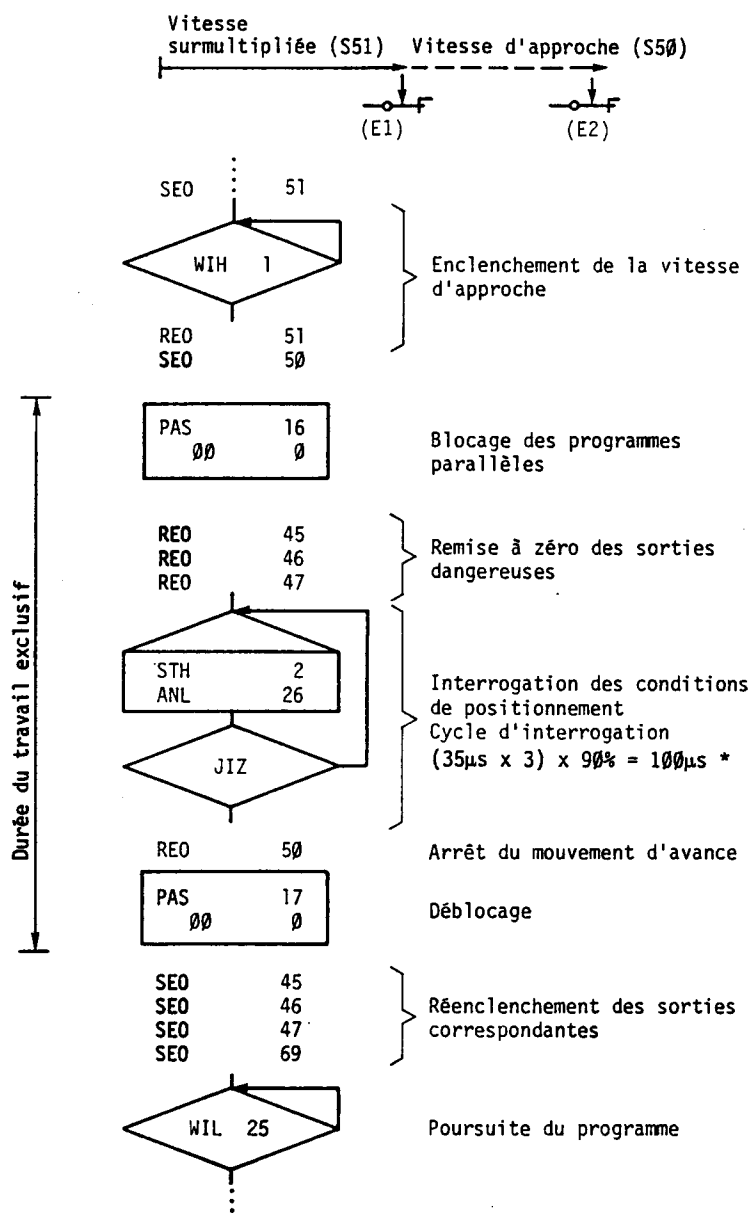 Vitesse
surmultipliée (S51) Vitesse d'approche (S5Ø)
(E1) (E2)
SEO 51
WIH 1
Enclenchement de la vitesse
d'approche
REO 51
SEO 5Ø
PAS 16
ØØ Ø
Blocage des programmes
parallèles
Durée du travail exclusif
REO 45
REO 46
REO 47
Remise à zéro des sorties
dangereuses
STH 2
ANL 26
JIZ
Interrogation des conditions
de positionnement
Cycle d'interrogation
(35µs x 3) x 9Ø% = 1ØØµs *
REO 5Ø Arrêt du mouvement d'avance
PAS 17
ØØ Ø
Déblocage
SEO 45
SEO 46
SEO 47
SEO 69
Réenclenchement des sorties
correspondantes
WIL 25 Poursuite du programme